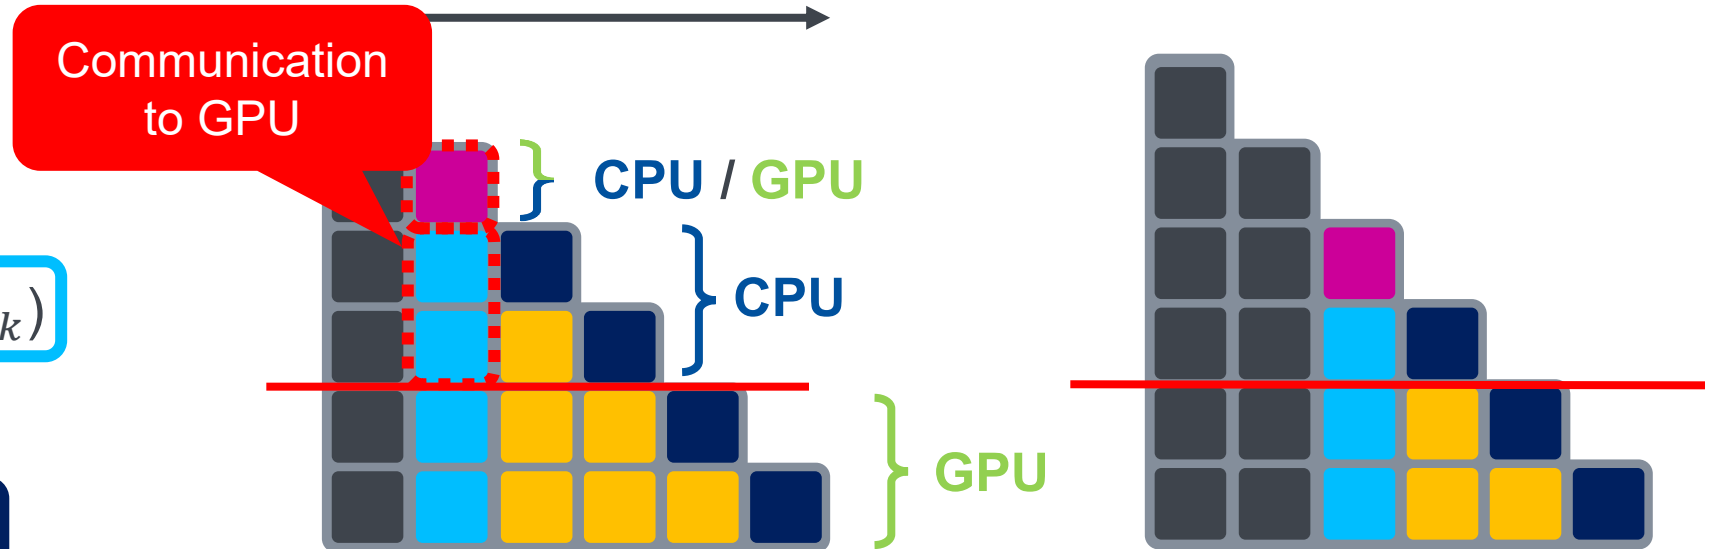 Communication
to GPU
CPU / GPU
k)
CPU
GPU